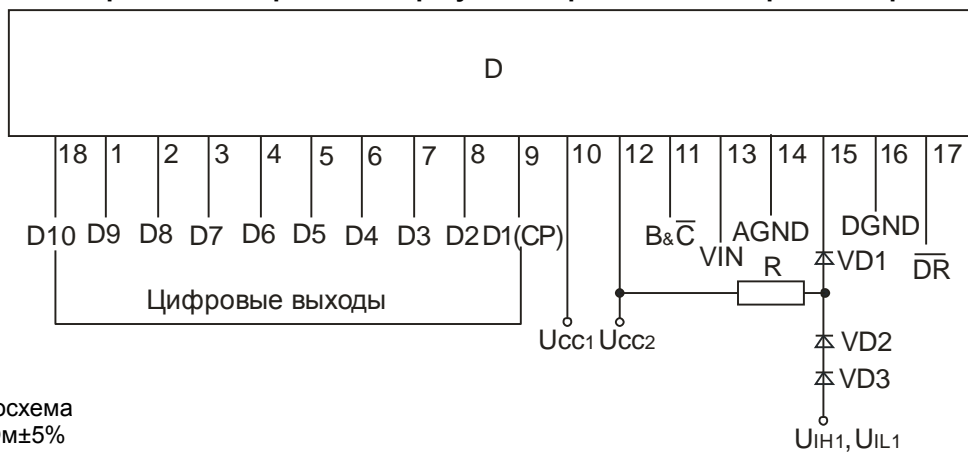 D
18 1 2 3 4 5 6 7 8 9 10 12 11 13 14 15 16 17
D10 D9 D8 D7 D6 D5 D4 D3 D2 D1(CP) B&C̅ VIN AGND DGND D̅R̅
R VD1
Цифровые выходы
Ucc1 Ucc2
VD2
VD3
UIH1, UIL1
осхема
м±5%